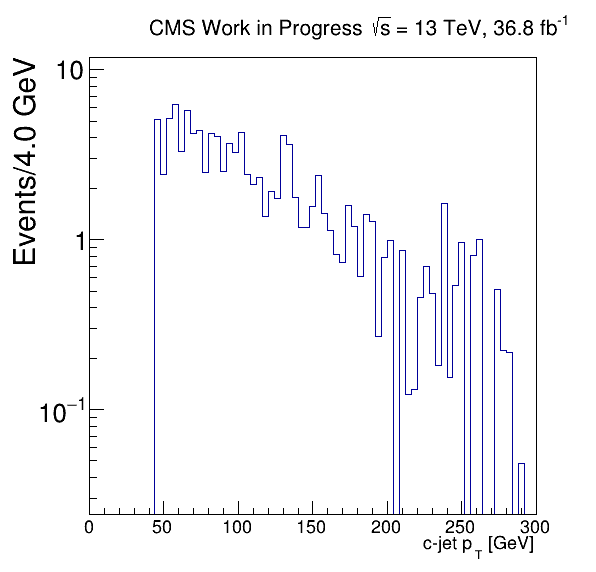 CMS Work in Progress √s = 13 TeV, 36.8 fb⁻¹
Events/4.0 GeV
10
1
10⁻¹
0 50 100 150 200 250 300
c-jet p_T [GeV]